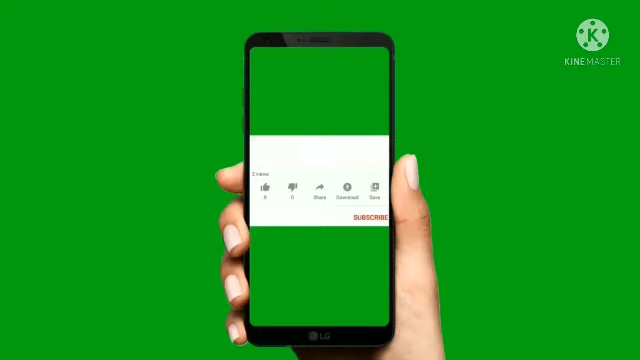 KINEMASTER
2 views
0 0 Share Download Save
SUBSCRIBE
LG